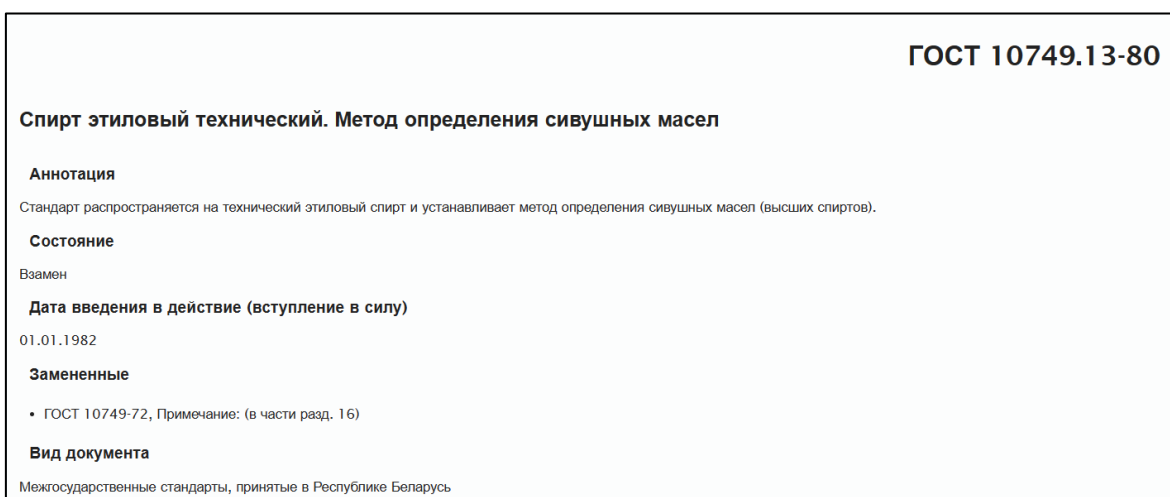 ГОСТ 10749.13-80
Спирт этиловый технический. Метод определения сивушных масел
Аннотация
Стандарт распространяется на технический этиловый спирт и устанавливает метод определения сивушных масел (высших спиртов).
Состояние
Взамен
Дата введения в действие (вступление в силу)
01.01.1982
Замененные
• ГОСТ 10749-72, Примечание: (в части разд. 16)
Вид документа
Межгосударственные стандарты, принятые в Республике Беларусь